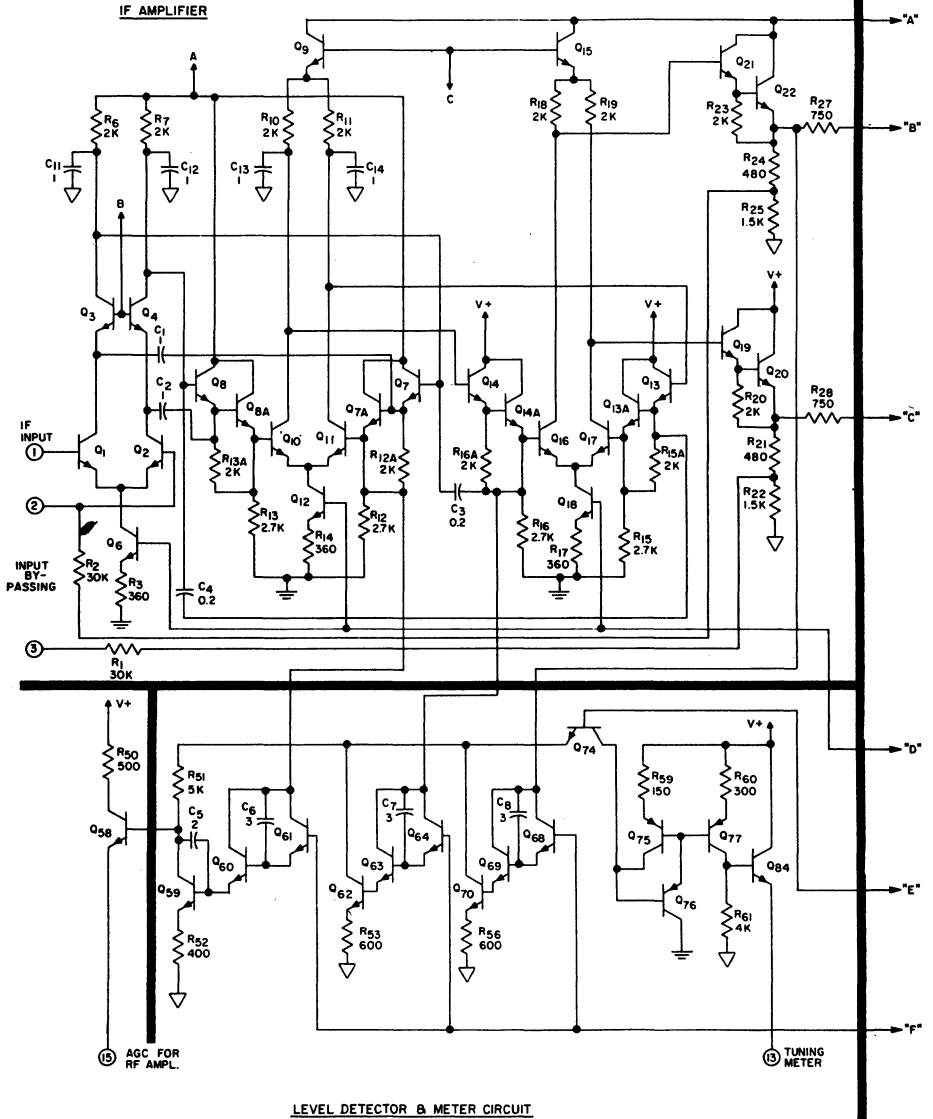 IF AMPLIFIER
"A"
Q9
Q15
A
C
Q21
Q22
R6
2K
R7
2K
R10
2K
R11
2K
R18
2K
R19
2K
R23
2K
R27
750
"B"
C11
1
C12
1
C13
1
C14
1
R24
480
R25
1.5K
B
V+
V+
V+
Q3
Q4
C1
1
C2
1
Q8
Q8A
Q7A
Q7
Q14
Q14A
Q13A
Q13
Q19
Q20
R20
2K
R28
750
"C"
IF
INPUT
1
Q1
Q2
Q10
Q11
R13A
2K
R12A
2K
R16A
2K
Q16
Q17
R15A
2K
R21
480
R22
1.5K
2
Q6
Q12
Q18
C3
0.2
R13
2.7K
R14
360
R12
2.7K
R16
2.7K
R17
360
R15
2.7K
INPUT
BY-
PASSING
R2
30K
R3
360
C4
0.2
3
R1
30K
V+
V+
Q74
"D"
R50
500
R51
5K
C5
2
C6
3
Q61
C7
3
Q64
C8
3
Q68
R59
150
R60
300
Q58
Q60
Q63
Q69
Q75
Q77
Q84
Q59
Q62
Q70
Q76
"E"
R52
400
R53
600
R56
600
R61
4K
"F"
15
AGC FOR
RF AMPL.
13
TUNING
METER
LEVEL DETECTOR & METER CIRCUIT